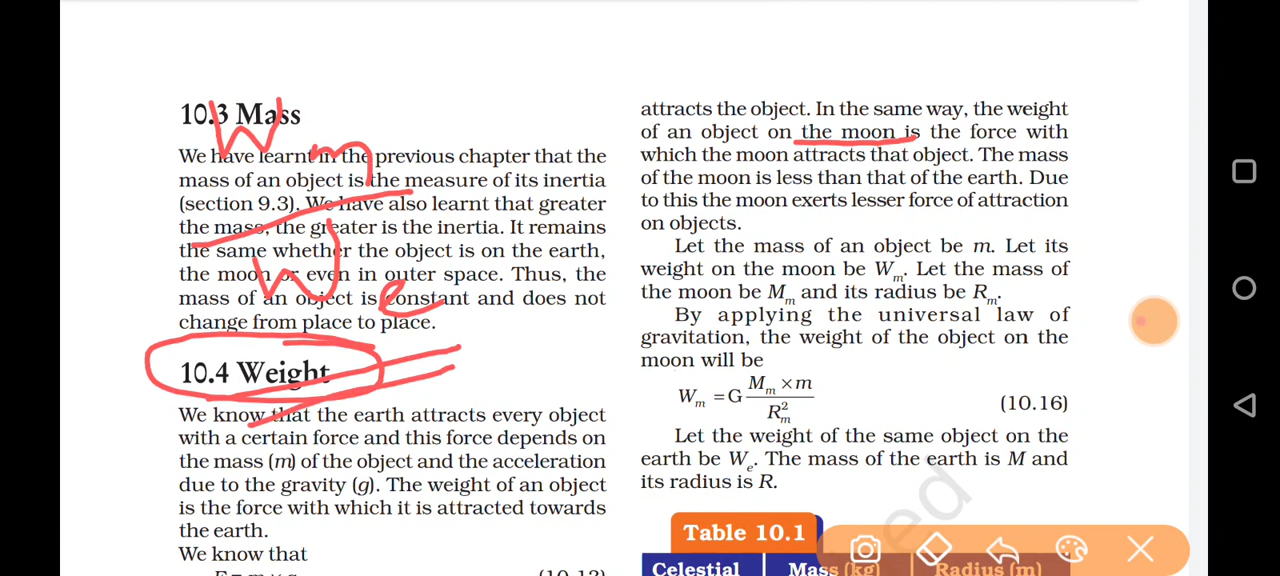 10.3 Mass
We have learnt in the previous chapter that the
mass of an object is the measure of its inertia
(section 9.3). We have also learnt that greater
the mass, the greater is the inertia. It remains
the same whether the object is on the earth,
the moon or even in outer space. Thus, the
mass of an object is constant and does not
change from place to place.
Wm
We
10.4 Weight
We know that the earth attracts every object
with a certain force and this force depends on
the mass (m) of the object and the acceleration
due to the gravity (g). The weight of an object
is the force with which it is attracted towards
the earth.
We know that
attracts the object. In the same way, the weight
of an object on the moon is the force with
which the moon attracts that object. The mass
of the moon is less than that of the earth. Due
to this the moon exerts lesser force of attraction
on objects.
Let the mass of an object be m. Let its
weight on the moon be Wₘ. Let the mass of
the moon be Mₘ and its radius be Rₘ.
By applying the universal law of
gravitation, the weight of the object on the
moon will be
Wₘ = G Mₘ × m / R²ₘ (10.16)
Let the weight of the same object on the
earth be Wₑ. The mass of the earth is M and
its radius is R.
Table 10.1
Celestial Mass (kg) Radius (m)